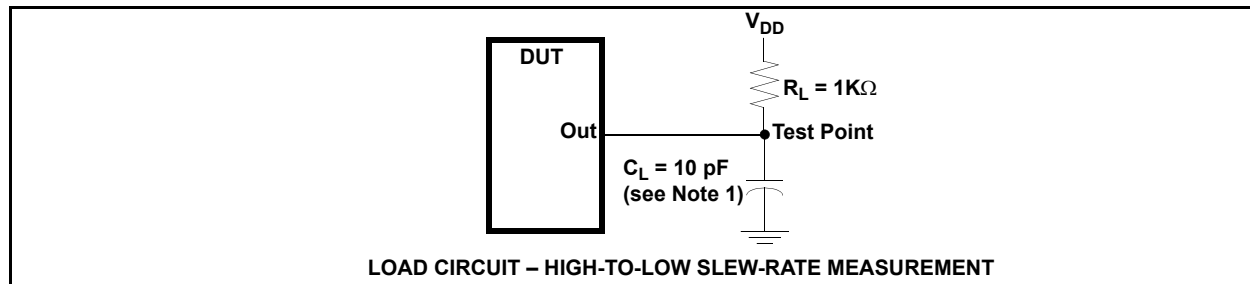 V_DD
DUT
R_L = 1KΩ
Out
Test Point
C_L = 10 pF
(see Note 1)
LOAD CIRCUIT – HIGH-TO-LOW SLEW-RATE MEASUREMENT